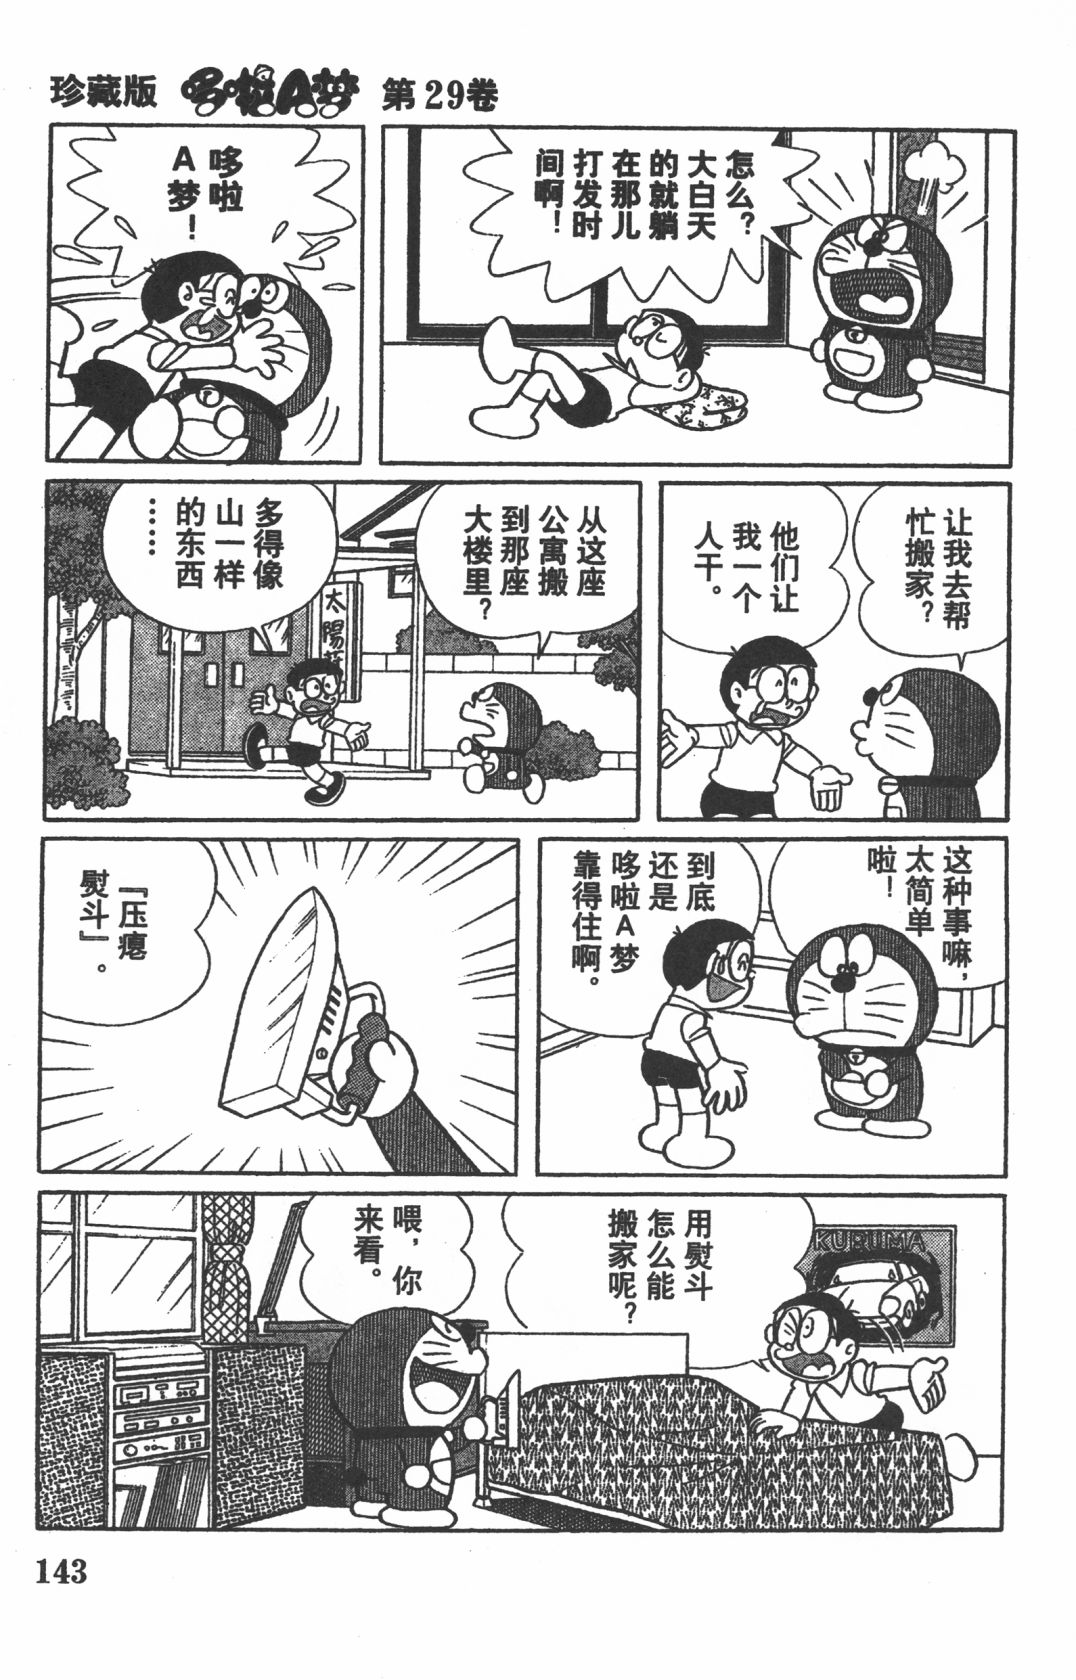 珍藏版 哆啦A梦 第29卷
怎么?
大白天
的就躺
在那儿
打发时
间啊!
哆啦
A梦!
让我去帮
忙搬家?
他们让
我一个
人干。
从这座
公寓搬
到那座
大楼里?
太陽
多得像
山一样
的东西
……
这种事嘛,
太简单
啦!
到底
还是
哆啦A梦
靠得住啊。
『压瘪
熨斗』。
KURUMA
用熨斗
怎么能
搬家呢?
喂,你
来看。
143